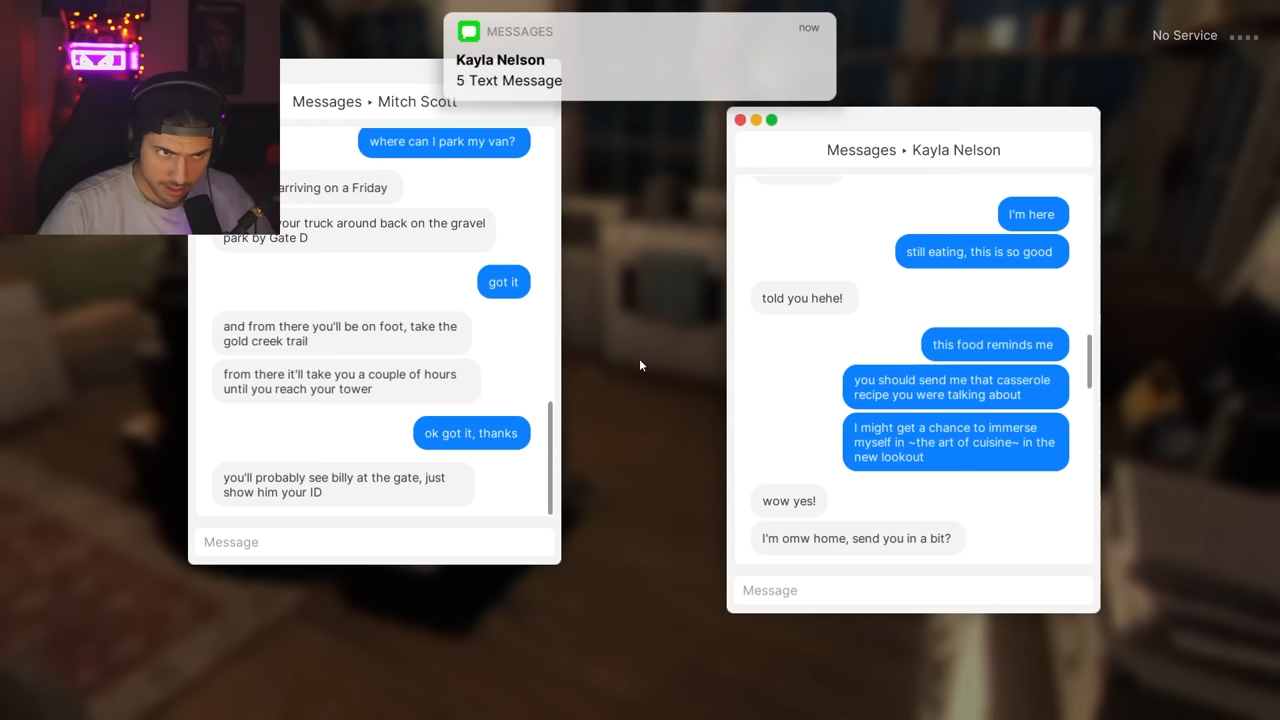 MESSAGES
now
Kayla Nelson
5 Text Message
No Service
Messages ▸ Mitch Scott
where can I park my van?
arriving on a Friday
your truck around back on the gravel
park by Gate D
got it
and from there you'll be on foot, take the
gold creek trail
from there it'll take you a couple of hours
until you reach your tower
ok got it, thanks
you'll probably see billy at the gate, just
show him your ID
Message
Messages ▸ Kayla Nelson
I'm here
still eating, this is so good
told you hehe!
this food reminds me
you should send me that casserole
recipe you were talking about
I might get a chance to immerse
myself in ~the art of cuisine~ in the
new lookout
wow yes!
I'm omw home, send you in a bit?
Message